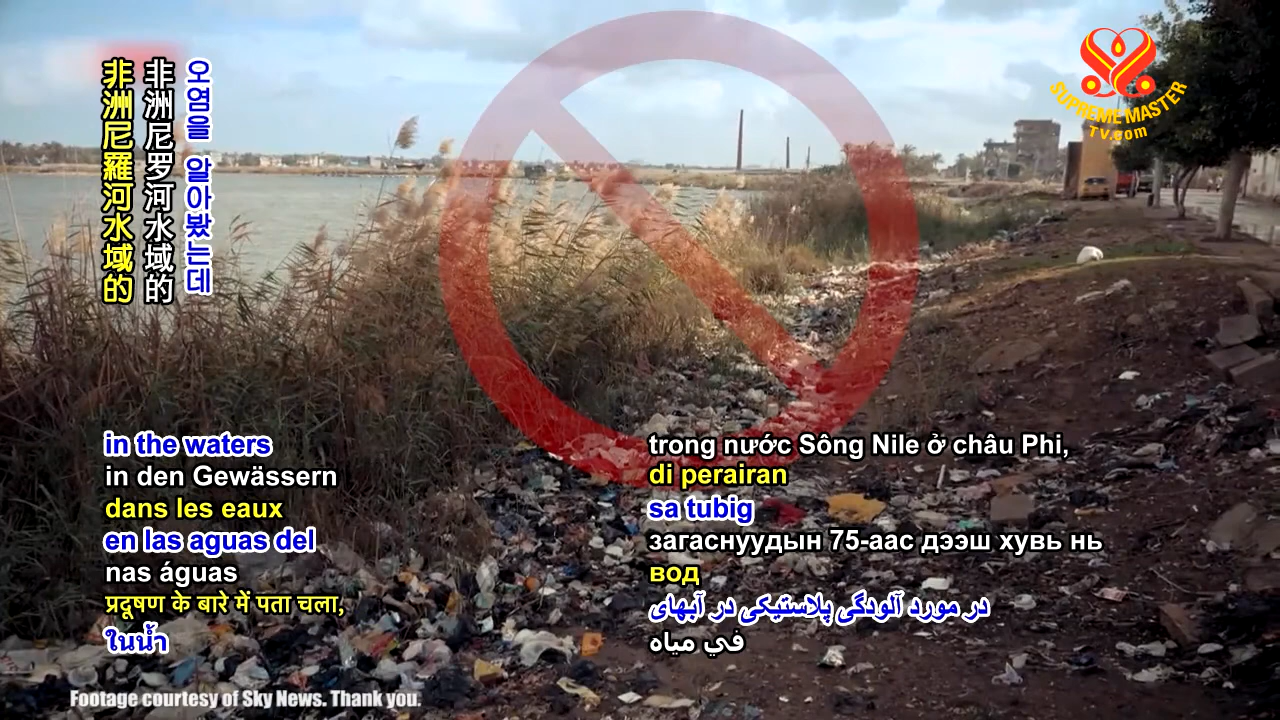 오염을 알아봤는데
非洲尼罗河水域的
非洲尼羅河水域的
SUPREME MASTER
TV.com
in the waters
in den Gewässern
dans les eaux
en las aguas del
nas águas
प्रदूषण के बारे में पता चला,
ในน้ำ
trong nước Sông Nile ở châu Phi,
di perairan
sa tubig
загаснуудын 75-аас дээш хувь нь
вод
در مورد آلودگی پلاستیکی در آبهای
في مياه
Footage courtesy of Sky News. Thank you.